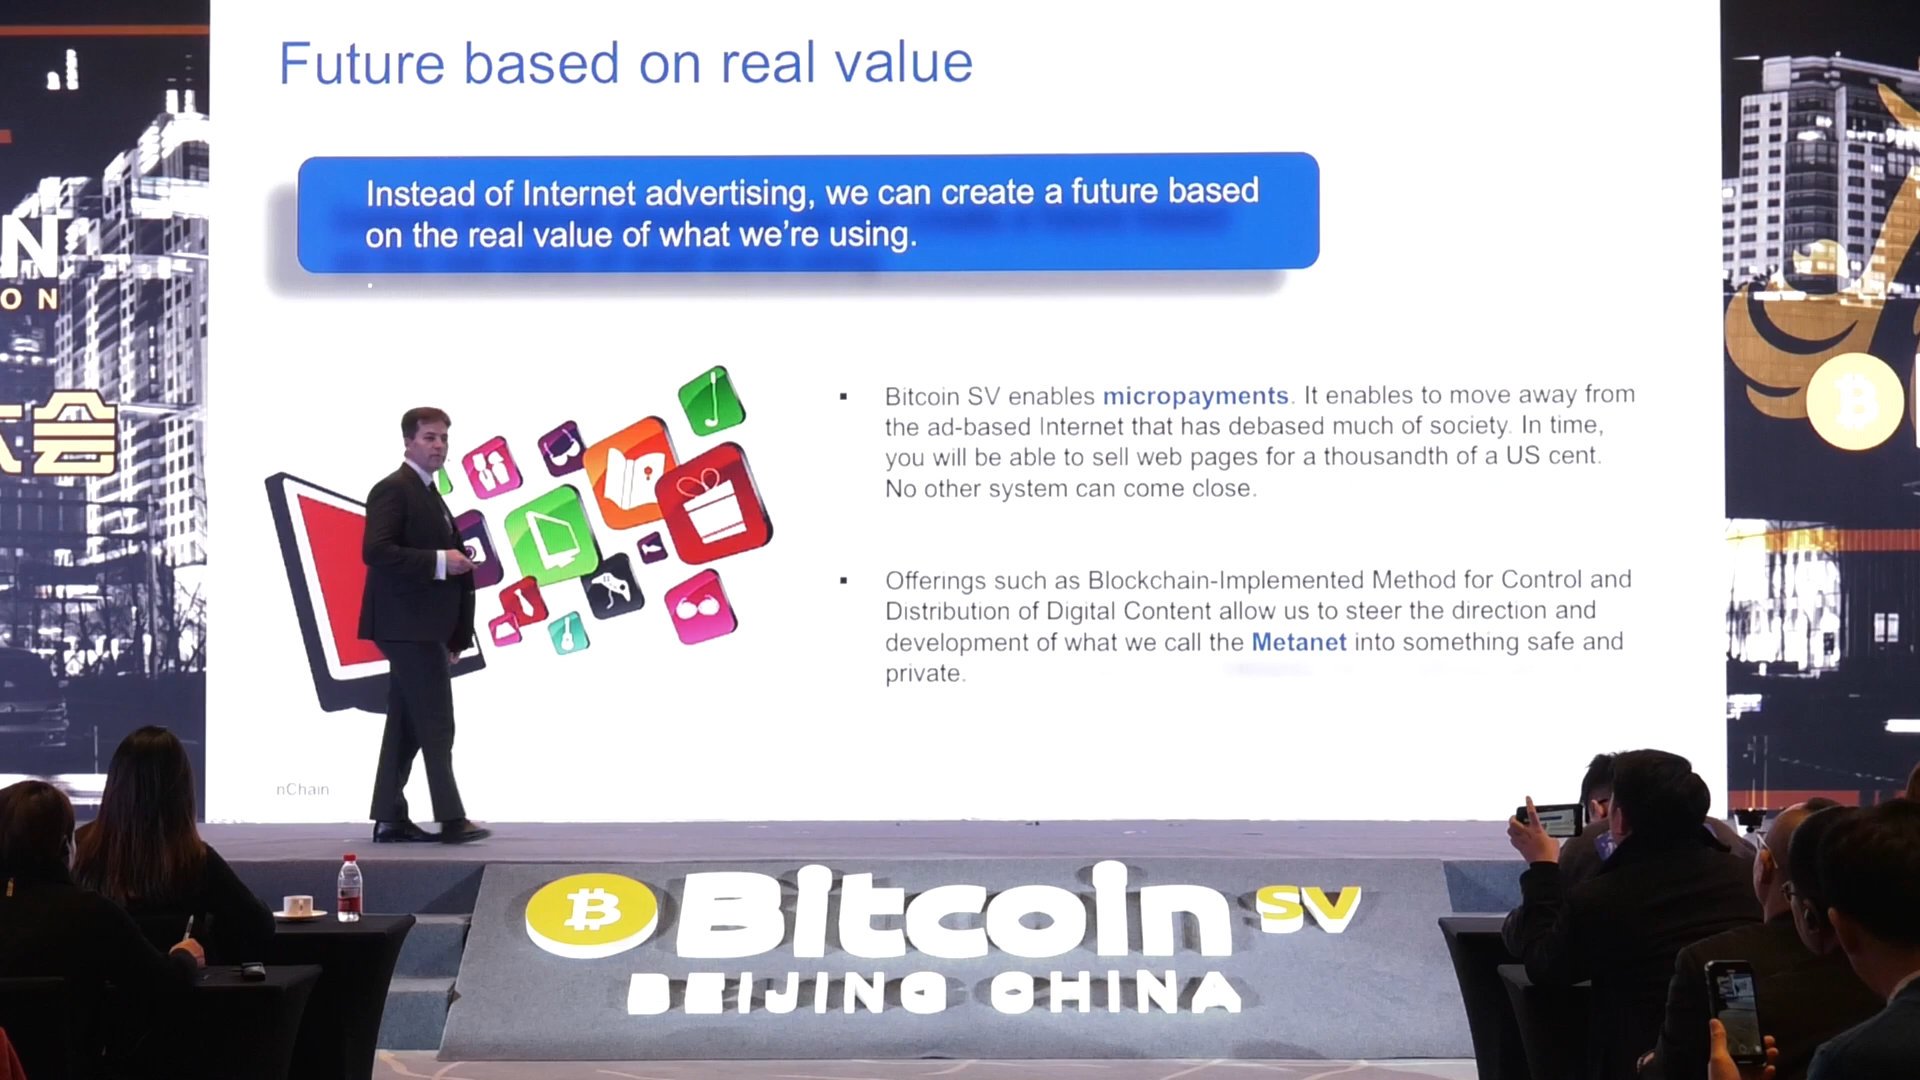 Future based on real value
Instead of Internet advertising, we can create a future based
on the real value of what we're using.
.
▪ Bitcoin SV enables micropayments. It enables to move away from
the ad-based Internet that has debased much of society. In time,
you will be able to sell web pages for a thousandth of a US cent.
No other system can come close.
▪ Offerings such as Blockchain-Implemented Method for Control and
Distribution of Digital Content allow us to steer the direction and
development of what we call the Metanet into something safe and
private.
nChain
N
ON
会
Bitcoin SV
BEIJING CHINA